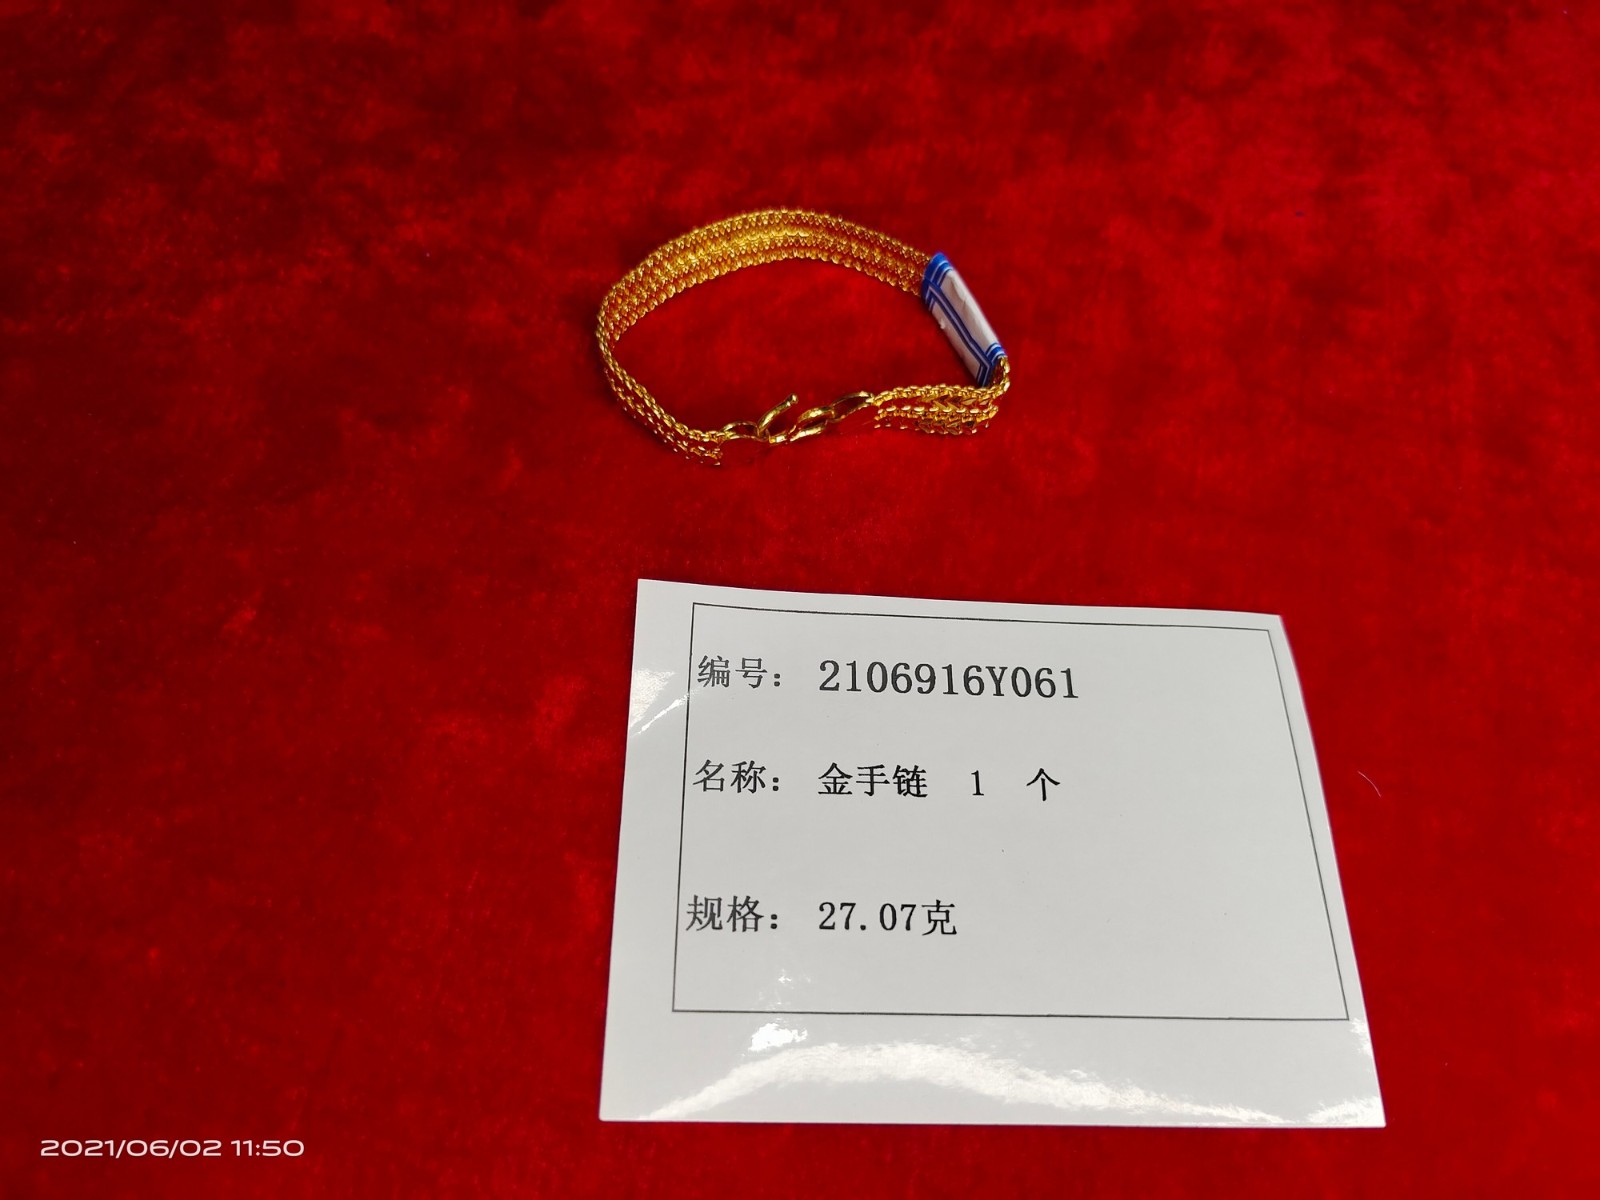 编号： 2106916Y061
名称： 金手链 1 个
规格： 27.07克
2021/06/02 11:50